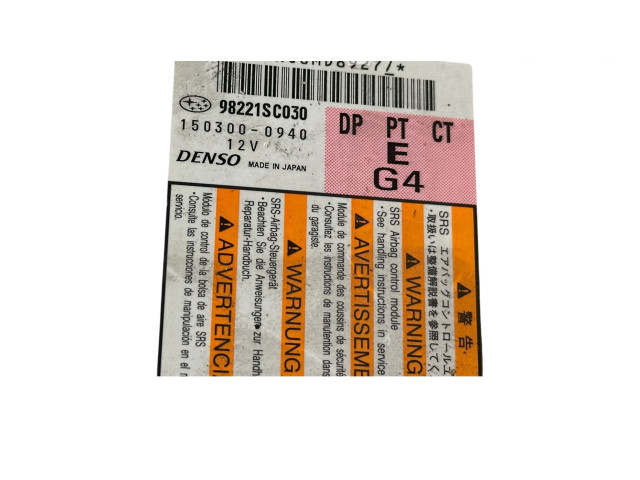 98221SC030
150300-0940
12V
DENSO MADE IN JAPAN
DP PT CT
E
G4
警告
SRS エアバッグコントロールユ
・取扱いは整備解説書を参照してく
WARNING
SRS Airbag control module
・See handling instructions in service
AVERTISSEME
Module de commande des coussins de sécurité
・Consultez les instructions de manutention dans
du garagiste.
WARNUNG
SRS-Airbag-Steuergerät
・Beachten Sie die Anweisungen zur Handh
Reparatur-Handbuch.
ADVERTENCI
Módulo de control de la bolsa de aire SRS
・Consulte las instrucciones de manipulación en el
servicio.